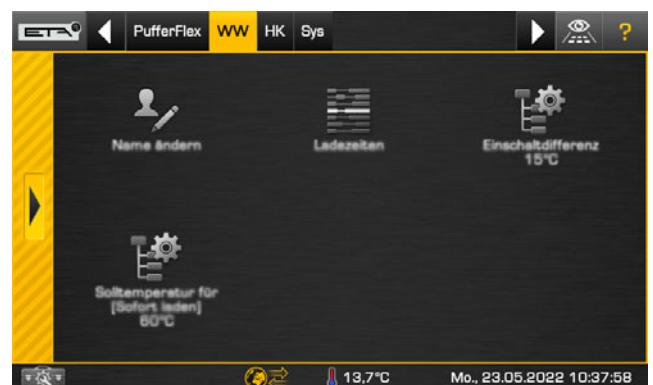 ETA PufferFlex WW HK Sys ?
Name ändern
Ladezeiten
Einschaltdifferenz
15°C
Solltemperatur für
[Sofort laden]
60°C
13,7°C Mo., 23.05.2022 10:37:58